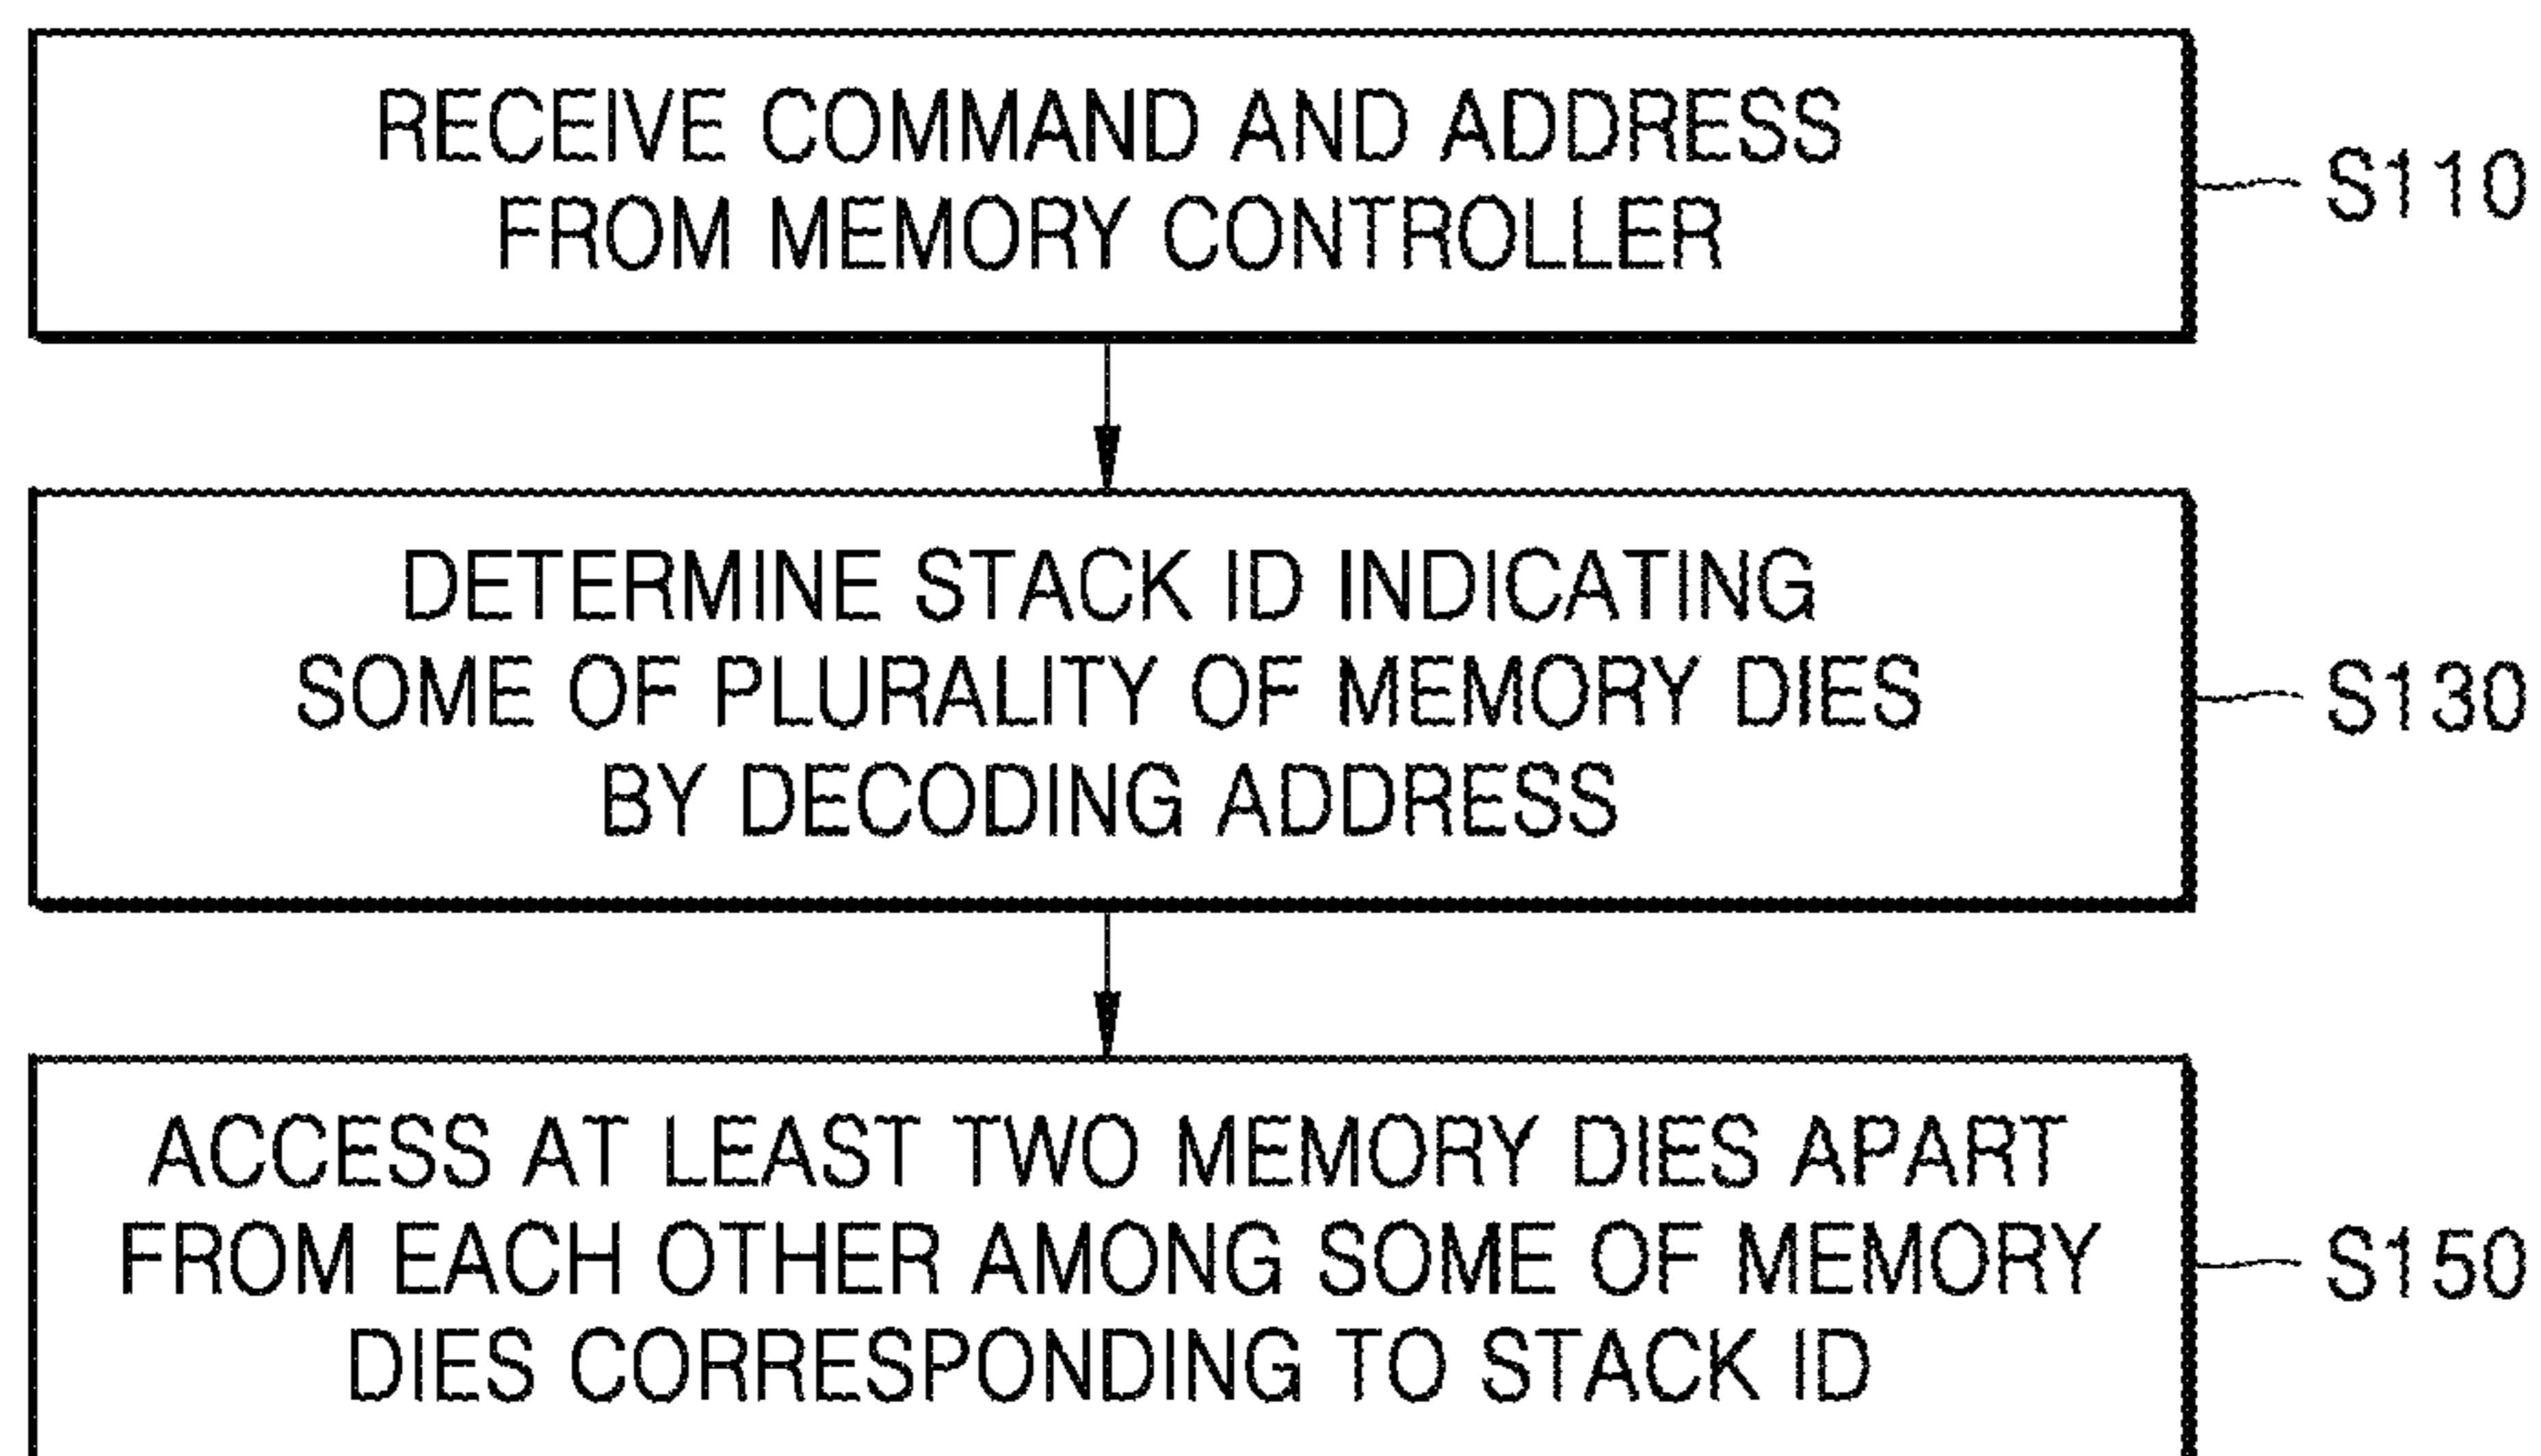 RECEIVE COMMAND AND ADDRESS
FROM MEMORY CONTROLLER
S110
DETERMINE STACK ID INDICATING
SOME OF PLURALITY OF MEMORY DIES
BY DECODING ADDRESS
S130
ACCESS AT LEAST TWO MEMORY DIES APART
FROM EACH OTHER AMONG SOME OF MEMORY
DIES CORRESPONDING TO STACK ID
S150